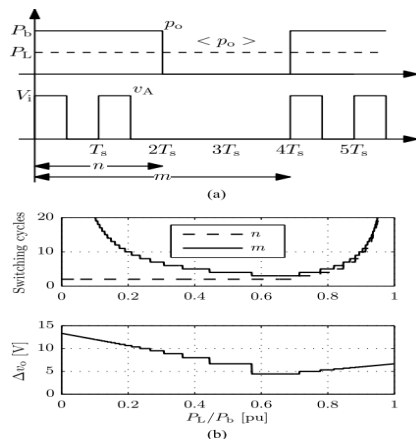 p_o
P_b
< p_o >
P_L
V_i
v_A
T_s 2T_s 3T_s 4T_s 5T_s
n
m
(a)
Switching cycles
20
10
0
n
m
0 0.2 0.4 0.6 0.8 1
Δv_o [V]
15
10
5
0
0 0.2 0.4 0.6 0.8 1
P_L/P_b [pu]
(b)